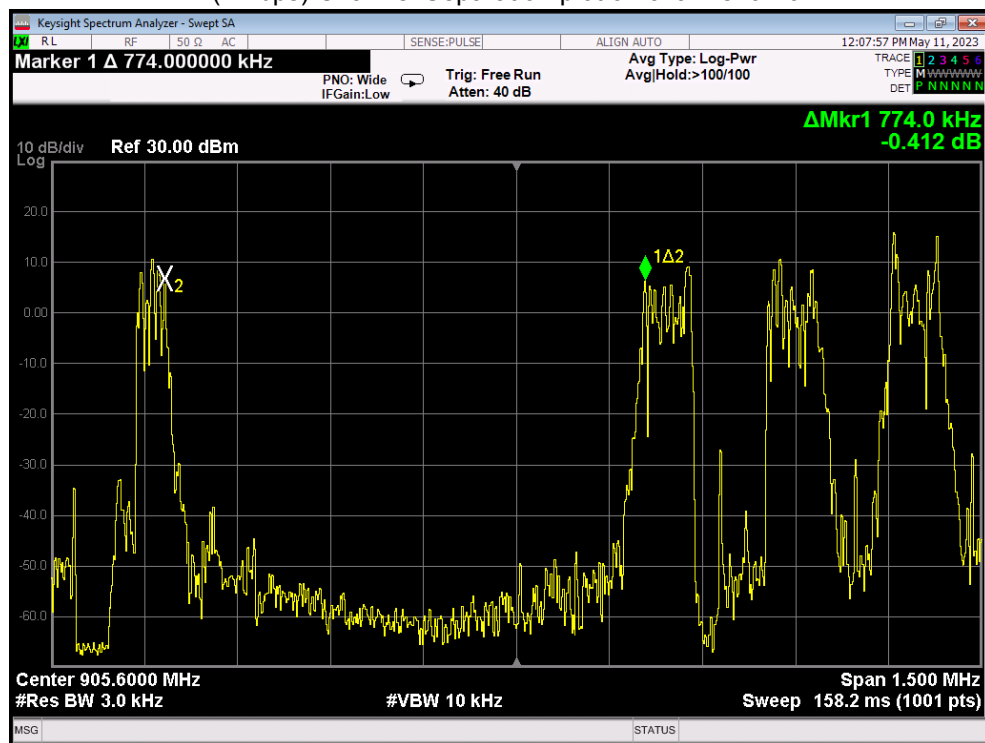 Keysight Spectrum Analyzer - Swept SA
LXI RL RF 50 Ω AC SENSE:PULSE ALIGN AUTO 12:07:57 PM May 11, 2023
Marker 1 Δ 774.000000 kHz Avg Type: Log-Pwr TRACE 1 2 3 4 5 6
PNO: Wide Trig: Free Run Avg|Hold:>100/100 TYPE M WWWWW
IFGain:Low Atten: 40 dB DET P N N N N N
ΔMkr1 774.0 kHz
10 dB/div Ref 30.00 dBm -0.412 dB
Log
20.0
1Δ2
10.0
2
0.00
-10.0
-20.0
-30.0
-40.0
-50.0
-60.0
Center 905.6000 MHz Span 1.500 MHz
#Res BW 3.0 kHz #VBW 10 kHz Sweep 158.2 ms (1001 pts)
MSG STATUS